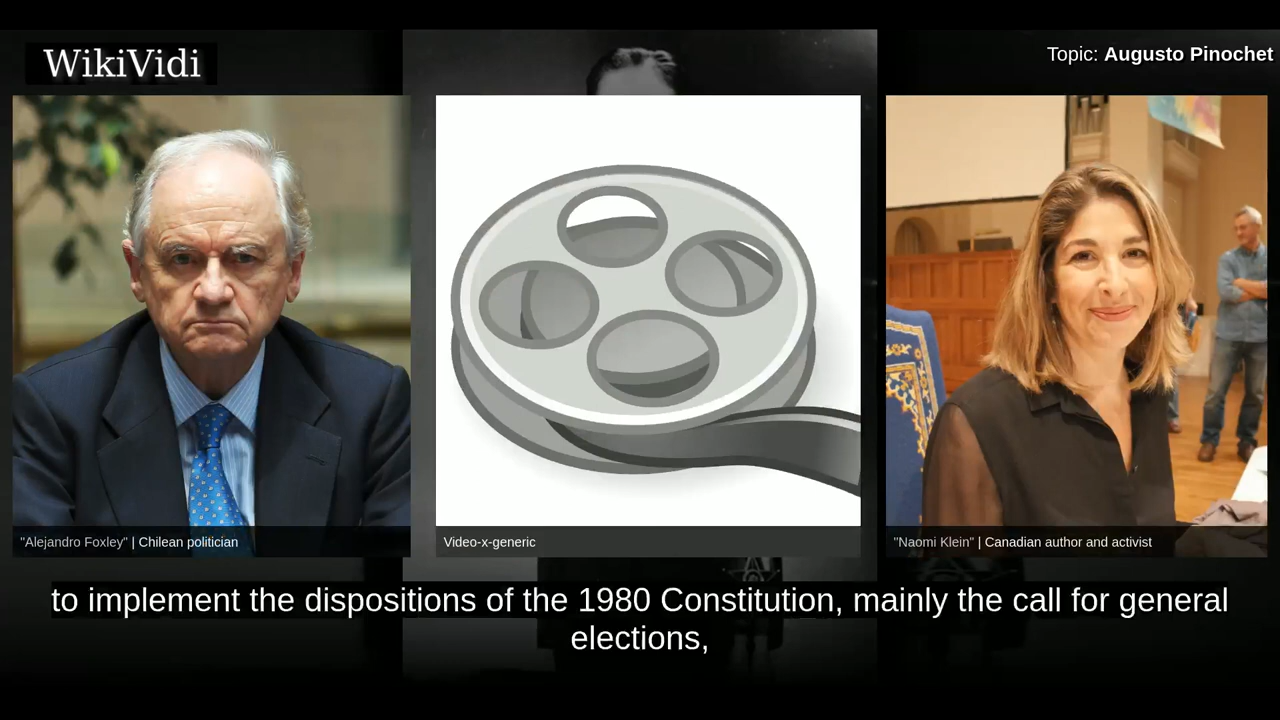 WikiVidi
Topic: Augusto Pinochet
"Alejandro Foxley" | Chilean politician
Video-x-generic
"Naomi Klein" | Canadian author and activist
to implement the dispositions of the 1980 Constitution, mainly the call for general
elections,